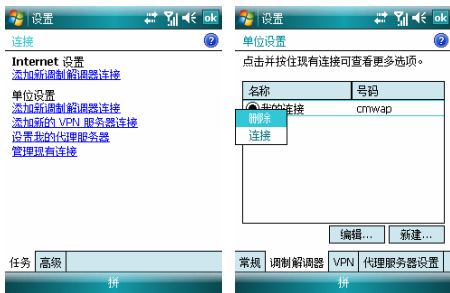 设置
ok
连接
Internet 设置
添加新调制解调器连接
单位设置
添加新调制解调器连接
添加新的 VPN 服务器连接
设置我的代理服务器
管理现有连接
任务 高级
拼
设置
ok
单位设置
点击并按住现有连接可查看更多选项。
名称 号码
我的连接 cmwap
删除
连接
编辑... 新建...
常规 调制解调器 VPN 代理服务器设置
拼